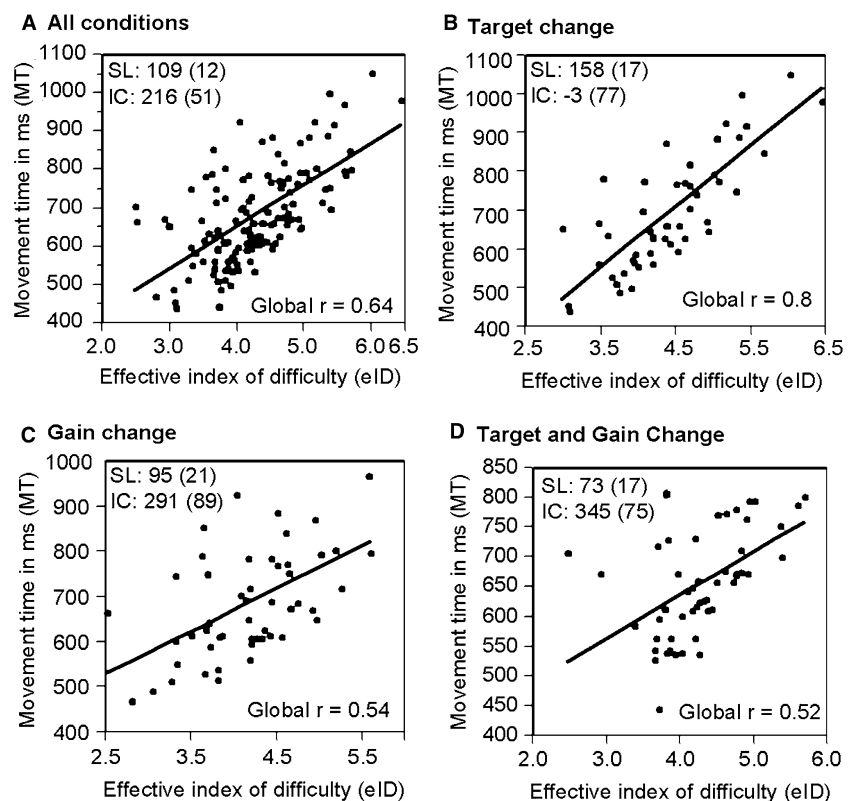 A All conditions
1100
1000
900
800
700
600
500
400
Movement time in ms (MT)
SL: 109 (12)
IC: 216 (51)
Global r = 0.64
2.0 3.0 4.0 5.0 6.0 6.5
Effective index of difficulty (eID)
B Target change
1100
1000
900
800
700
600
500
400
Movement time in ms (MT)
SL: 158 (17)
IC: -3 (77)
Global r = 0.8
2.5 3.5 4.5 5.5 6.5
Effective index of difficulty (eID)
C Gain change
1000
900
800
700
600
500
400
Movement time in ms (MT)
SL: 95 (21)
IC: 291 (89)
Global r = 0.54
2.5 3.5 4.5 5.5
Effective index of difficulty (eID)
D Target and Gain Change
850
800
750
700
650
600
550
500
450
400
Movement time in ms (MT)
SL: 73 (17)
IC: 345 (75)
Global r = 0.52
2.0 3.0 4.0 5.0 6.0
Effective index of difficulty (eID)